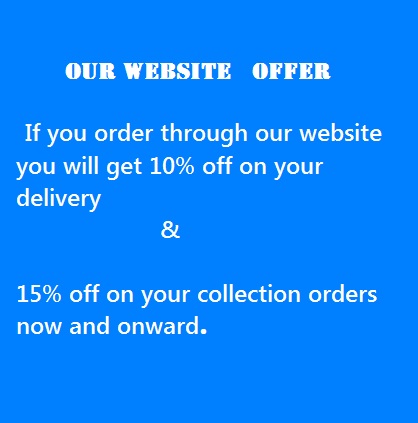 OUR WEBSITE OFFER
If you order through our website
you will get 10% off on your
delivery
&
15% off on your collection orders
now and onward.